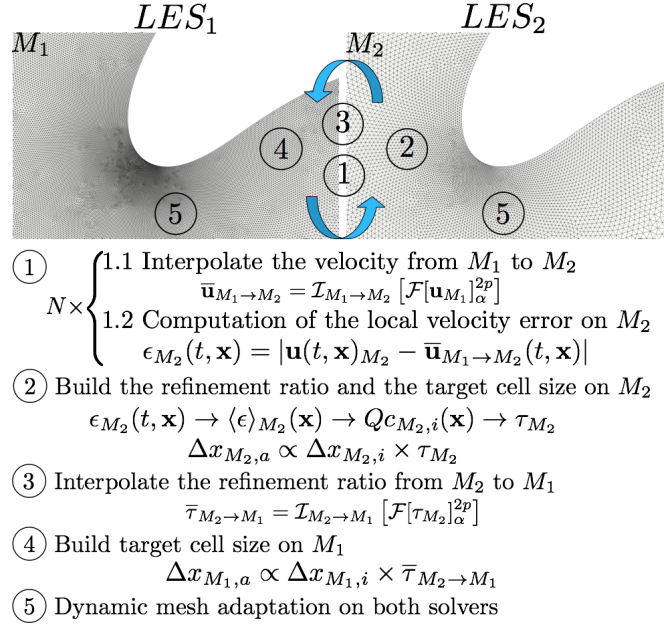 LES₁ LES₂
M₁ M₂
3
4 2
1
5 5
1
1.1 Interpolate the velocity from M₁ to M₂
N× { ū_{M₁→M₂} = 𝓘_{M₁→M₂} [𝓕[𝐮_{M₁}]_α^{2p}]
1.2 Computation of the local velocity error on M₂
ϵ_{M₂}(t, 𝐱) = |𝐮(t, 𝐱)_{M₂} − ū_{M₁→M₂}(t, 𝐱)|
2 Build the refinement ratio and the target cell size on M₂
ϵ_{M₂}(t, 𝐱) → ⟨ϵ⟩_{M₂}(𝐱) → Qc_{M₂,i}(𝐱) → τ_{M₂}
Δx_{M₂,a} ∝ Δx_{M₂,i} × τ_{M₂}
3 Interpolate the refinement ratio from M₂ to M₁
τ̄_{M₂→M₁} = 𝓘_{M₂→M₁} [𝓕[τ_{M₂}]_α^{2p}]
4 Build target cell size on M₁
Δx_{M₁,a} ∝ Δx_{M₁,i} × τ̄_{M₂→M₁}
5 Dynamic mesh adaptation on both solvers